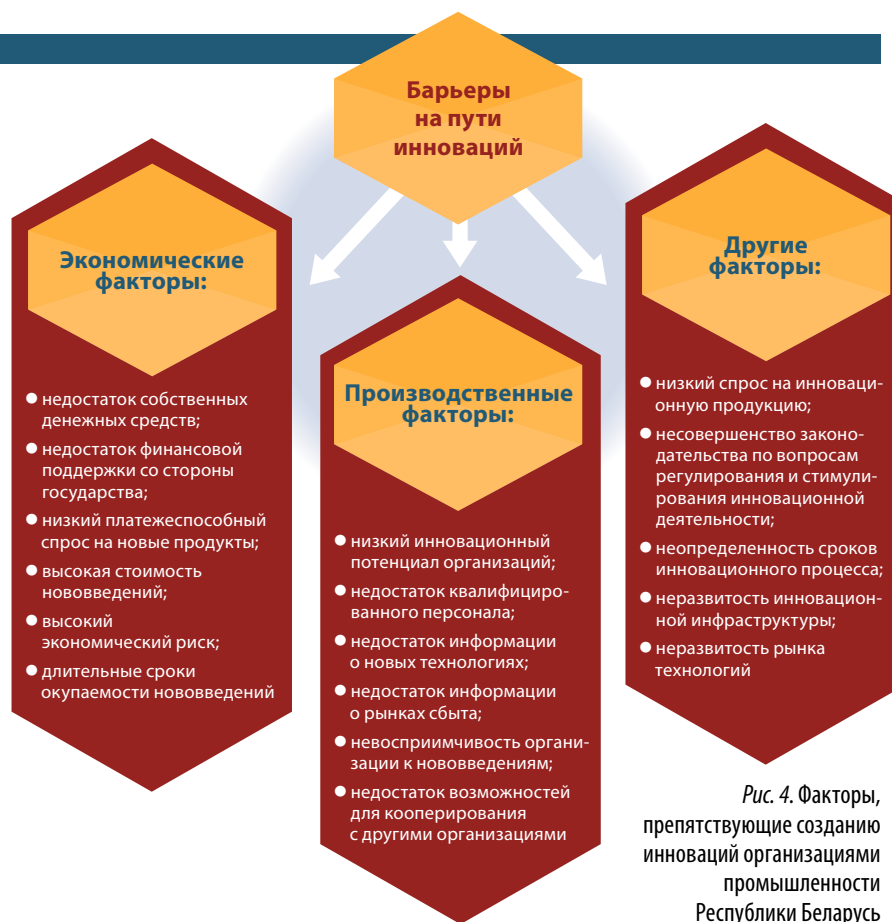 Барьеры
на пути
инноваций
Экономические
факторы:
● недостаток собственных
денежных средств;
● недостаток финансовой
поддержки со стороны
государства;
● низкий платежеспособный
спрос на новые продукты;
● высокая стоимость
нововведений;
● высокий
экономический риск;
● длительные сроки
окупаемости нововведений
Производственные
факторы:
● низкий инновационный
потенциал организаций;
● недостаток квалифициро-
ванного персонала;
● недостаток информации
о новых технологиях;
● недостаток информации
о рынках сбыта;
● невосприимчивость органи-
зации к нововведениям;
● недостаток возможностей
для кооперирования
с другими организациями
Другие
факторы:
● низкий спрос на инноваци-
онную продукцию;
● несовершенство законо-
дательства по вопросам
регулирования и стимули-
рования инновационной
деятельности;
● неопределенность сроков
инновационного процесса;
● неразвитость инновацион-
ной инфраструктуры;
● неразвитость рынка
технологий
Рис. 4. Факторы,
препятствующие созданию
инноваций организациями
промышленности
Республики Беларусь